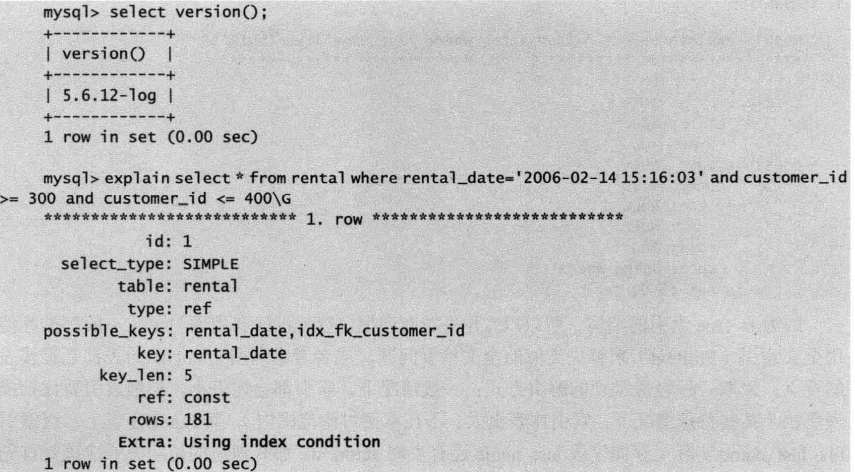 mysql> select version();
+------------+
| version() |
+------------+
| 5.6.12-log |
+------------+
1 row in set (0.00 sec)
mysql> explain select * from rental where rental_date='2006-02-14 15:16:03' and customer_id
>= 300 and customer_id <= 400\G
*************************** 1. row ***************************
id: 1
select_type: SIMPLE
table: rental
type: ref
possible_keys: rental_date,idx_fk_customer_id
key: rental_date
key_len: 5
ref: const
rows: 181
Extra: Using index condition
1 row in set (0.00 sec)